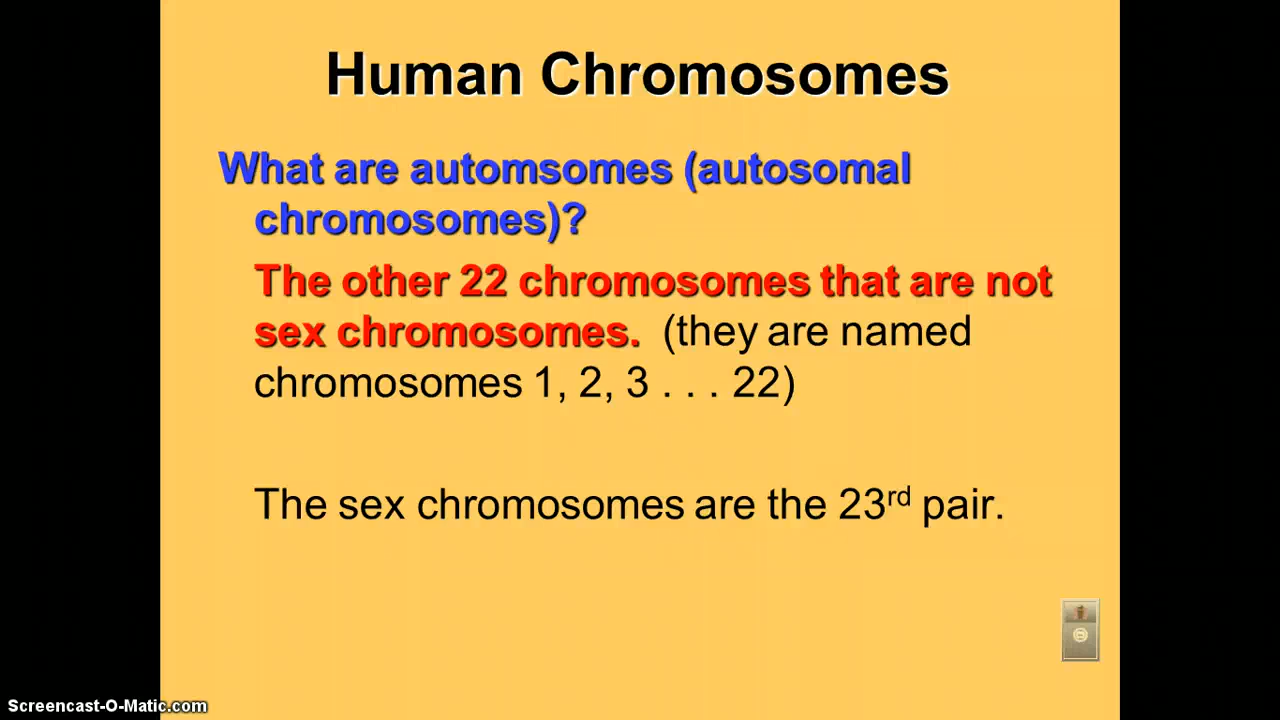 Human Chromosomes
What are automsomes (autosomal
chromosomes)?
The other 22 chromosomes that are not
sex chromosomes. (they are named
chromosomes 1, 2, 3 . . . 22)
The sex chromosomes are the 23rd pair.
Screencast-O-Matic.com